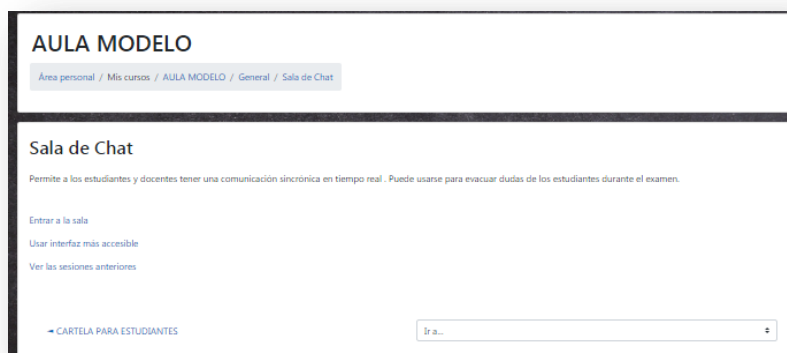 AULA MODELO
Área personal / Mis cursos / AULA MODELO / General / Sala de Chat
Sala de Chat
Permite a los estudiantes y docentes tener una comunicación sincrónica en tiempo real . Puede usarse para evacuar dudas de los estudiantes durante el examen.
Entrar a la sala
Usar interfaz más accesible
Ver las sesiones anteriores
◄ CARTELA PARA ESTUDIANTES
Ir a...